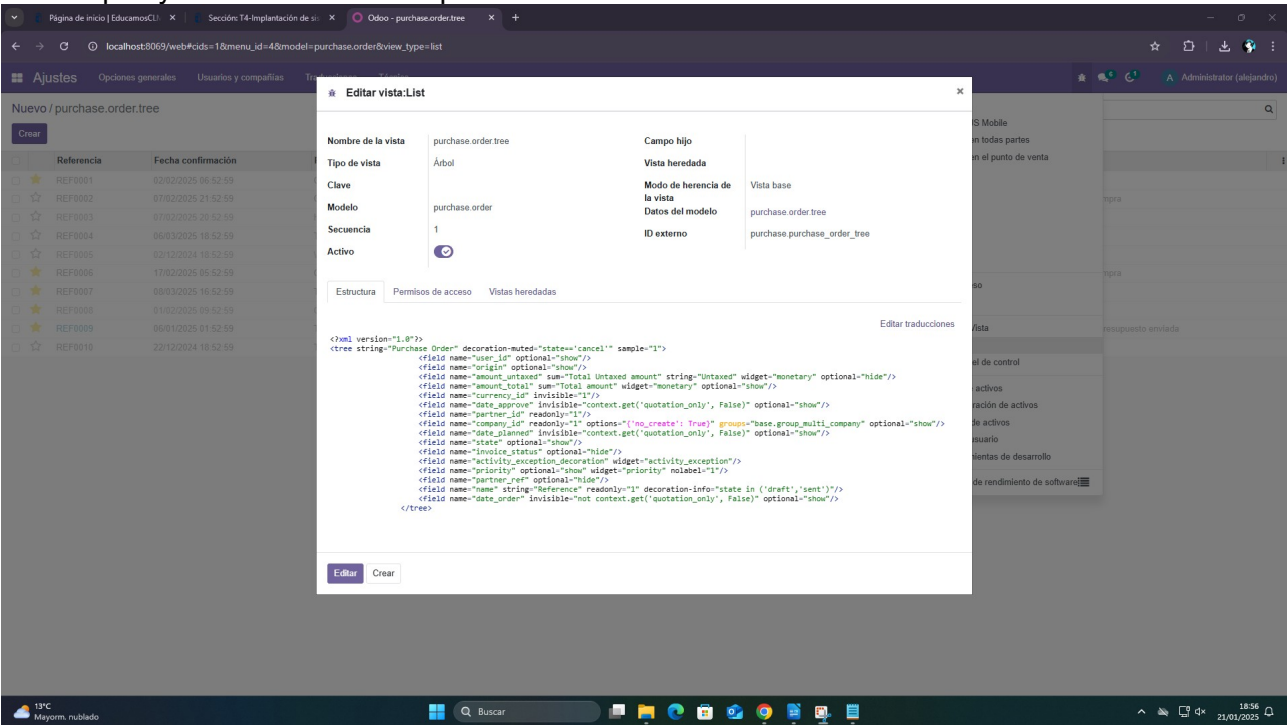 Página de inicio | EducamosCL
Sección: T4-Implantación de sis
Odoo - purchase.order.tree
localhost:8069/web#cids=1&menu_id=4&model=purchase.order&view_type=list
Ajustes Opciones generales Usuarios y compañías
Administrator (alejandro)
Nuevo / purchase.order.tree
Crear
Referencia Fecha confirmación
REF0001 02/02/2025 06:52:59
REF0002 07/02/2025 21:52:59
REF0003 07/02/2025 20:52:59
REF0004 06/03/2025 18:52:59
REF0005 02/12/2024 18:52:59
REF0006 17/02/2025 05:52:59
REF0007 06/03/2025 16:52:59
REF0008 01/02/2025 09:52:59
REF0009 06/01/2025 01:52:59
REF0010 22/12/2024 18:52:59
Editar vista:List
Nombre de la vista purchase.order.tree
Tipo de vista Árbol
Clave
Modelo purchase.order
Secuencia 1
Activo
Campo hijo
Vista heredada
Modo de herencia de la vista Vista base
Datos del modelo purchase.order.tree
ID externo purchase.purchase_order_tree
Estructura Permisos de acceso Vistas heredadas
Editar traducciones
<?xml version="1.0"?>
<tree string="Purchase Order" decoration-muted="state=='cancel'" sample="1">
<field name="user_id" optional="show"/>
<field name="origin" optional="show"/>
<field name="amount_untaxed" sum="Total Untaxed amount" string="Untaxed" widget="monetary" optional="hide"/>
<field name="amount_total" sum="Total amount" widget="monetary" optional="show"/>
<field name="currency_id" invisible="1"/>
<field name="date_approve" invisible="context.get('quotation_only', False)" optional="show"/>
<field name="partner_id" readonly="1"/>
<field name="company_id" readonly="1" options="{'no_create': True}" groups="base.group_multi_company" optional="show"/>
<field name="date_planned" invisible="context.get('quotation_only', False)" optional="show"/>
<field name="state" optional="show"/>
<field name="invoice_status" optional="hide"/>
<field name="activity_exception_decoration" widget="activity_exception"/>
<field name="priority" optional="show" widget="priority" nolabel="1"/>
<field name="partner_ref" optional="hide"/>
<field name="name" string="Reference" readonly="1" decoration-info="state in ('draft','sent')"/>
<field name="date_order" invisible="not context.get('quotation_only', False)" optional="show"/>
</tree>
Editar Crear
S Mobile
en todas partes
en el punto de venta
Vista
el de control
activos
ración de activos
de activos
usuario
mientas de desarrollo
de rendimiento de software
13°C
Mayorm. nublado
Buscar
18:56
21/01/2025